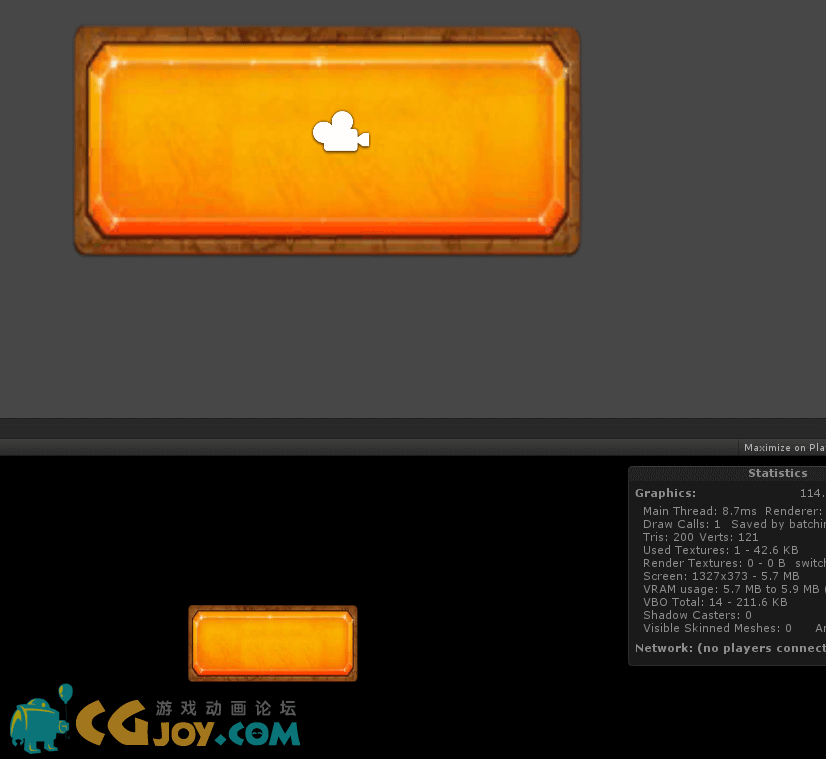 Maximize on Pla
Statistics
Graphics: 114.
Main Thread: 8.7ms Renderer:
Draw Calls: 1 Saved by batchin
Tris: 200 Verts: 121
Used Textures: 1 - 42.6 KB
Render Textures: 0 - 0 B switch
Screen: 1327x373 - 5.7 MB
VRAM usage: 5.7 MB to 5.9 MB (
VBO Total: 14 - 211.6 KB
Shadow Casters: 0
Visible Skinned Meshes: 0 An
Network: (no players connect
游戏动画论坛
CGJOY.COM